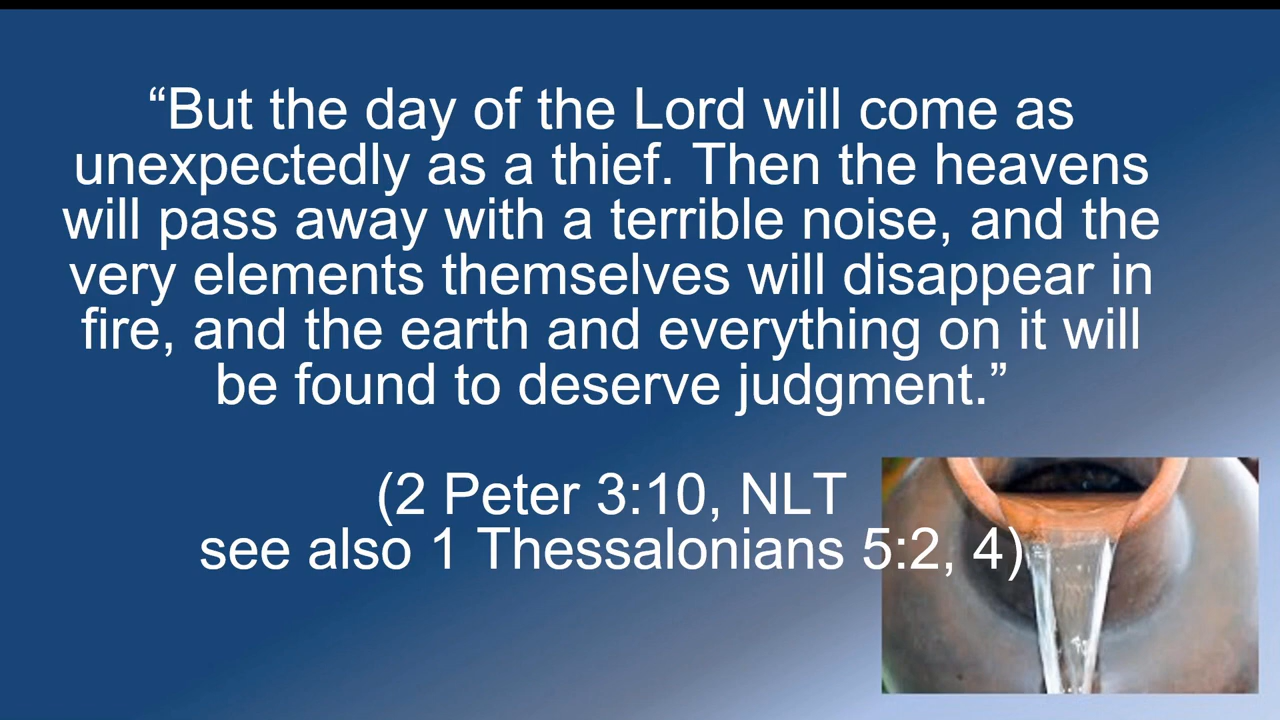 “But the day of the Lord will come as
unexpectedly as a thief. Then the heavens
will pass away with a terrible noise, and the
very elements themselves will disappear in
fire, and the earth and everything on it will
be found to deserve judgment.”
(2 Peter 3:10, NLT
see also 1 Thessalonians 5:2, 4)